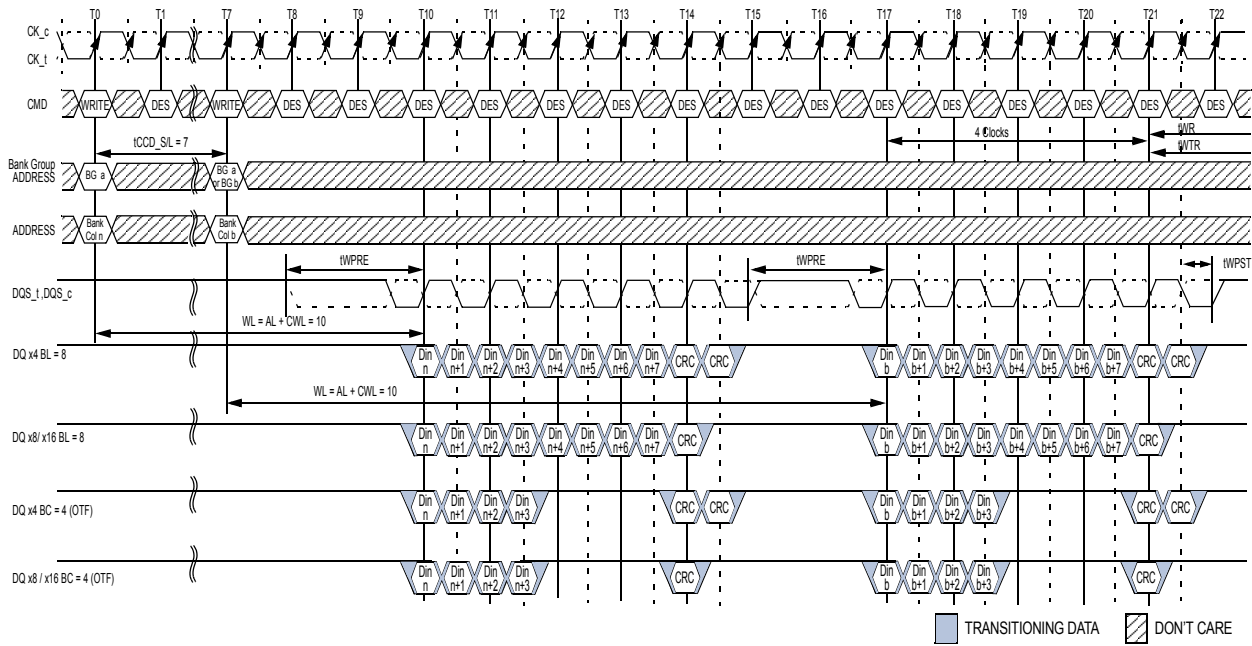 T0 T1 T7 T8 T9 T10 T11 T12 T13 T14 T15 T16 T17 T18 T19 T20 T21 T22
CK_c
CK_t
CMD WRITE DES WRITE DES DES DES DES DES DES DES DES DES DES DES DES DES DES DES
tCCD_S/L = 7
4 Clocks
tWR
tWTR
Bank Group
ADDRESS
BG a
BG a
or BG b
ADDRESS
Bank
Col n
Bank
Col b
tWPRE
tWPRE
tWPST
DQS_t ,DQS_c
WL = AL + CWL = 10
DQ x4 BL = 8
Din n Din n+1 Din n+2 Din n+3 Din n+4 Din n+5 Din n+6 Din n+7 CRC CRC
Din b Din b+1 Din b+2 Din b+3 Din b+4 Din b+5 Din b+6 Din b+7 CRC CRC
WL = AL + CWL = 10
DQ x8/ x16 BL = 8
Din n Din n+1 Din n+2 Din n+3 Din n+4 Din n+5 Din n+6 Din n+7 CRC
Din b Din b+1 Din b+2 Din b+3 Din b+4 Din b+5 Din b+6 Din b+7 CRC
DQ x4 BC = 4 (OTF)
Din n Din n+1 Din n+2 Din n+3 CRC CRC
Din b Din b+1 Din b+2 Din b+3 CRC CRC
DQ x8 / x16 BC = 4 (OTF)
Din n Din n+1 Din n+2 Din n+3 CRC
Din b Din b+1 Din b+2 Din b+3 CRC
TRANSITIONING DATA
DON'T CARE